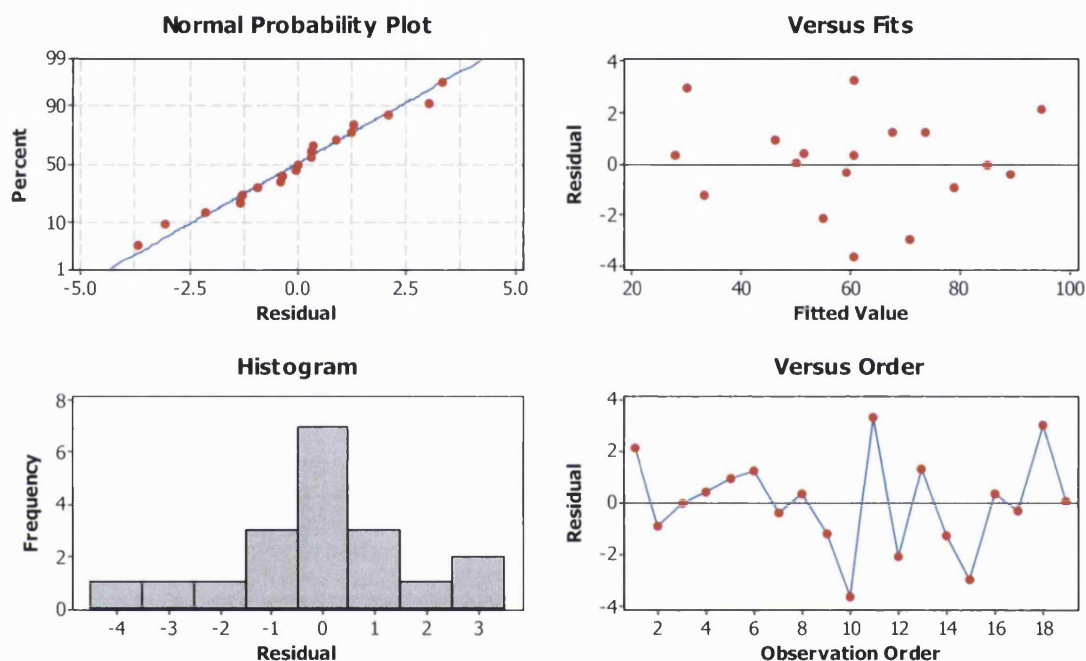 Normal Probability Plot
99
90
50
10
1
Percent
-5.0 -2.5 0.0 2.5 5.0
Residual
Versus Fits
4
2
0
-2
-4
Residual
20 40 60 80 100
Fitted Value
Histogram
8
6
4
2
0
Frequency
-4 -3 -2 -1 0 1 2 3
Residual
Versus Order
4
2
0
-2
-4
Residual
2 4 6 8 10 12 14 16 18
Observation Order